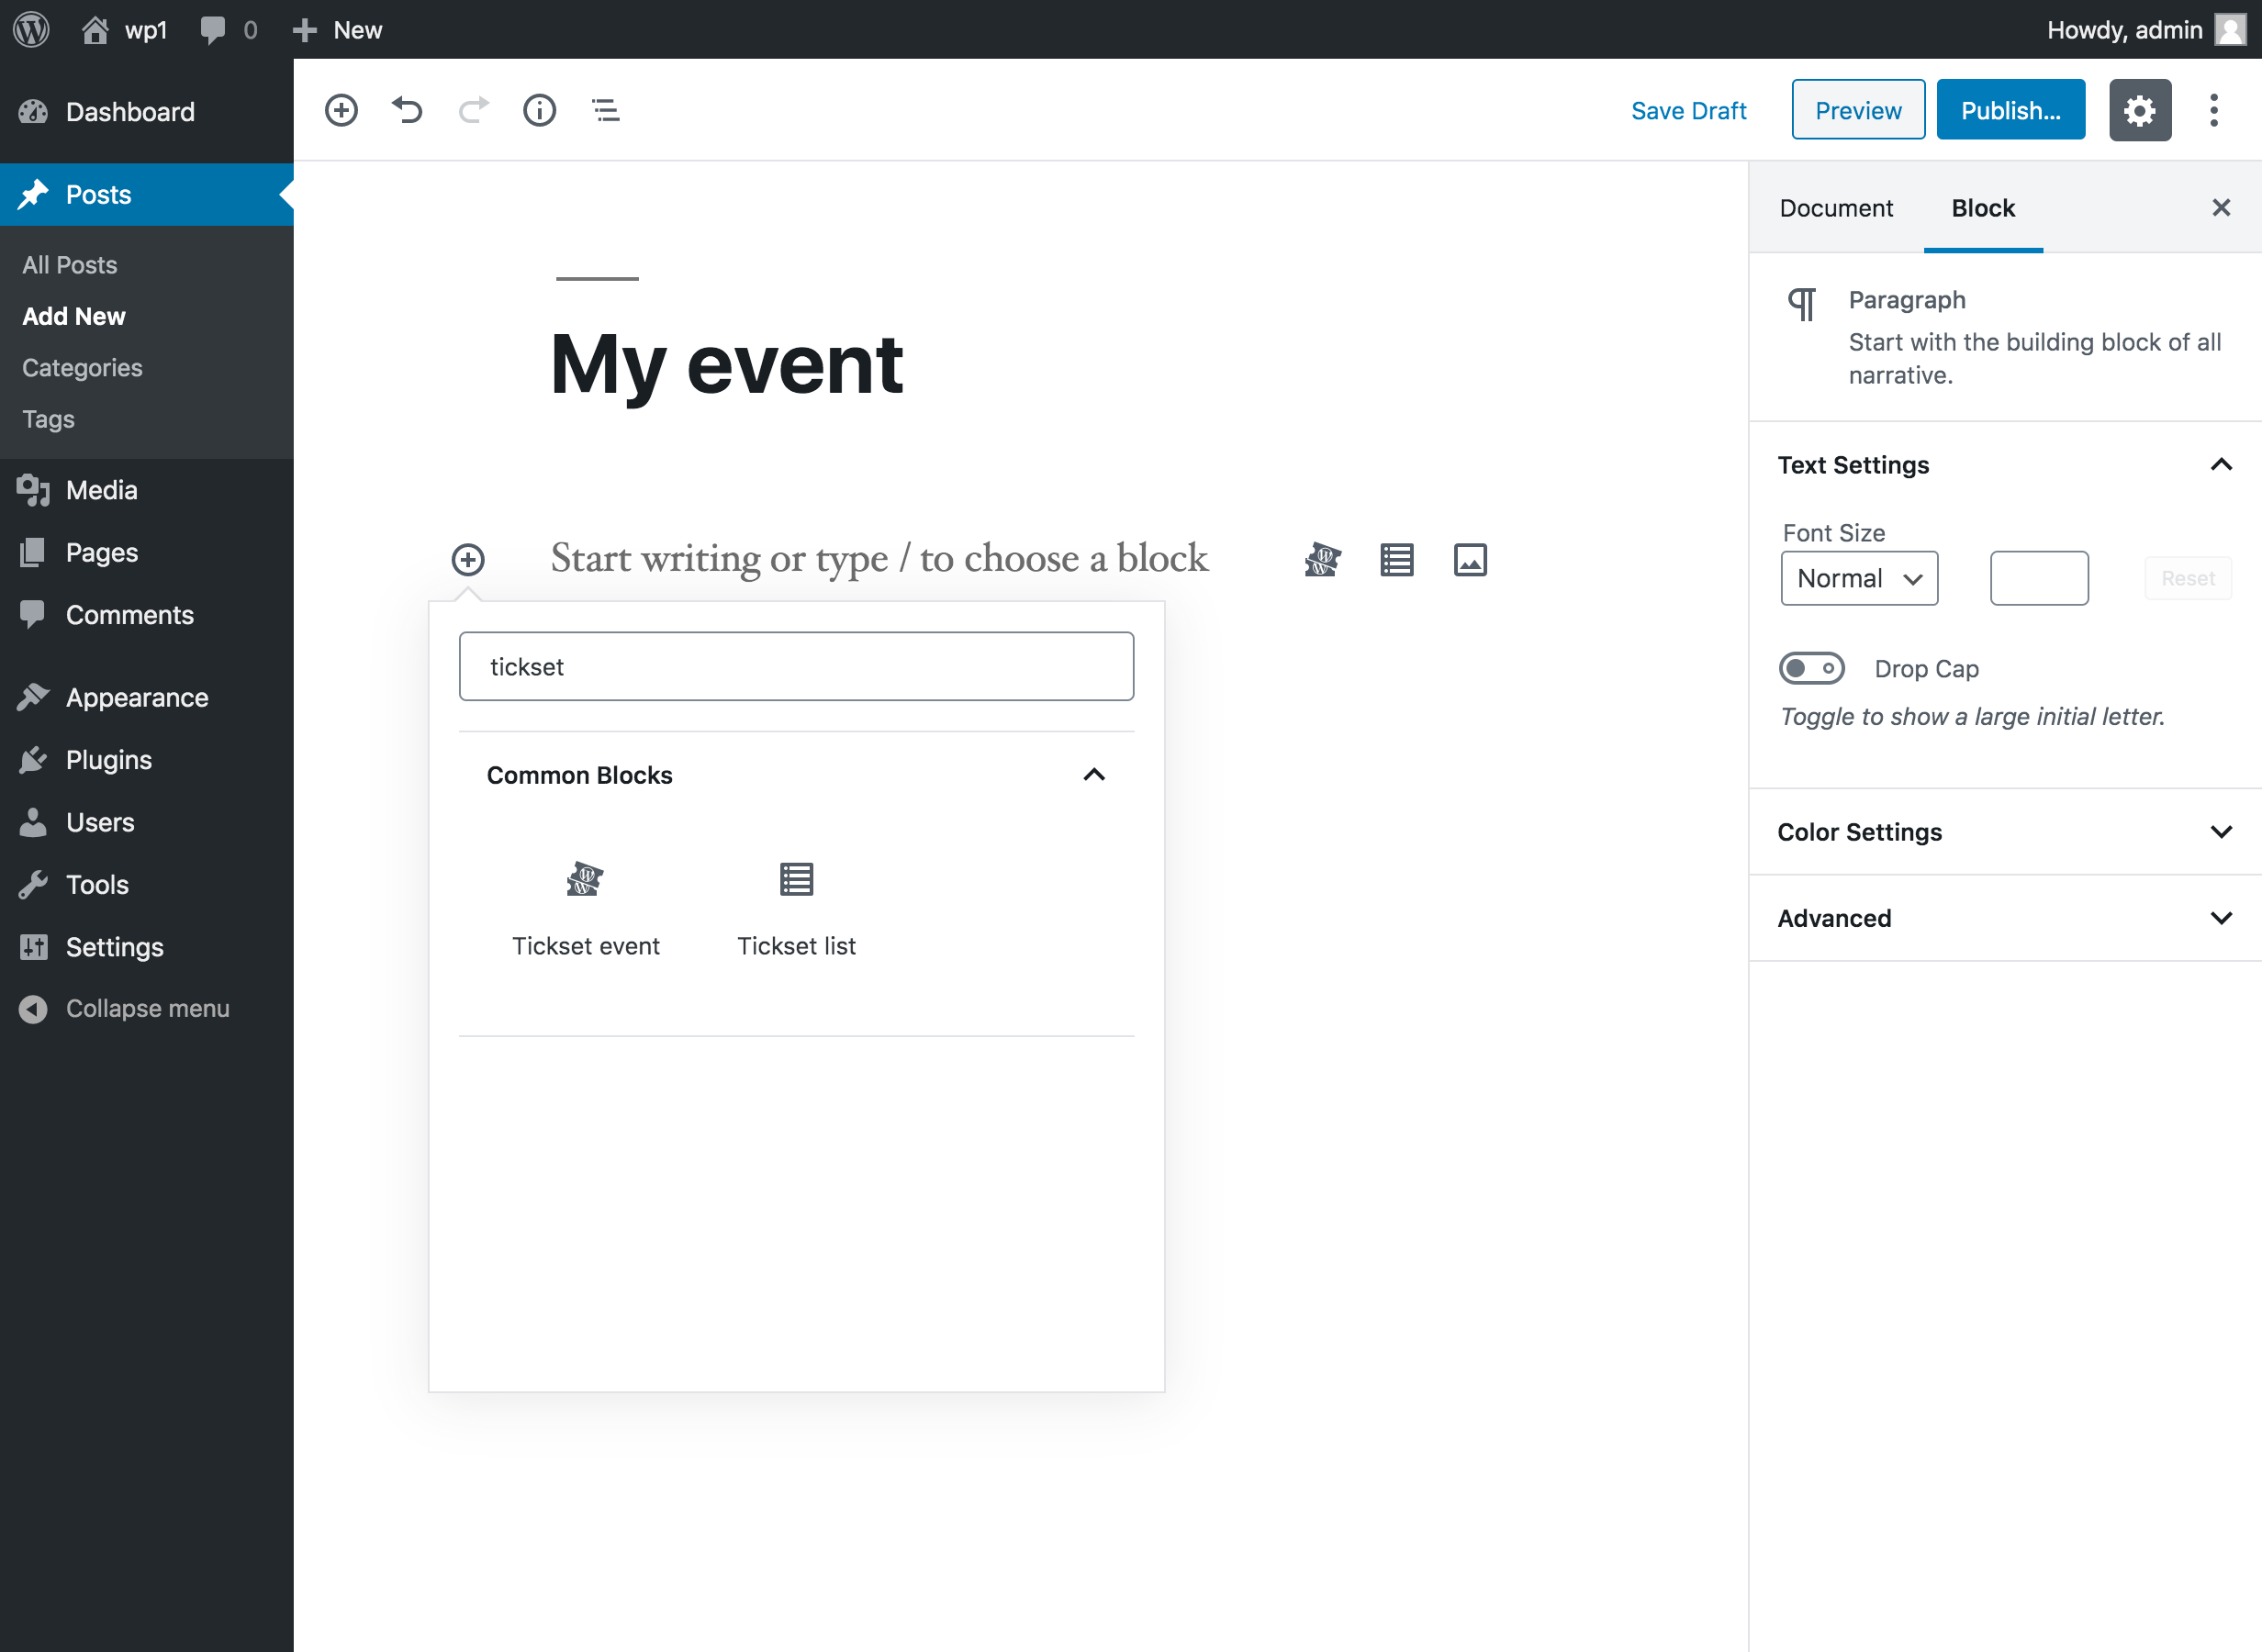 wp1
0
New
Howdy, admin
Dashboard
Posts
All Posts
Add New
Categories
Tags
Media
Pages
Comments
Appearance
Plugins
Users
Tools
Settings
Collapse menu
Save Draft
Preview
Publish...
My event
Start writing or type / to choose a block
tickset
Common Blocks
Tickset event
Tickset list
Document
Block
Paragraph
Start with the building block of all
narrative.
Text Settings
Font Size
Normal
Reset
Drop Cap
Toggle to show a large initial letter.
Color Settings
Advanced